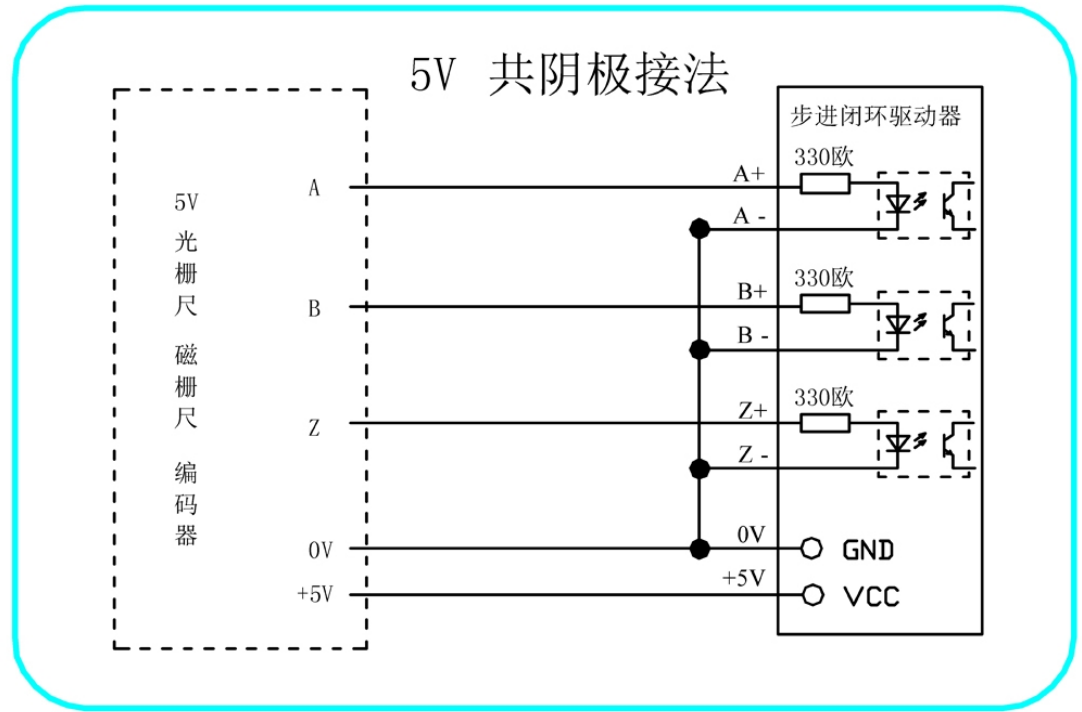 5V 共阴极接法
步进闭环驱动器
5V
光栅尺
磁栅尺
编码器
A
B
Z
0V
+5V
A+
330欧
A -
B+
330欧
B -
Z+
330欧
Z -
0V
GND
+5V
VCC